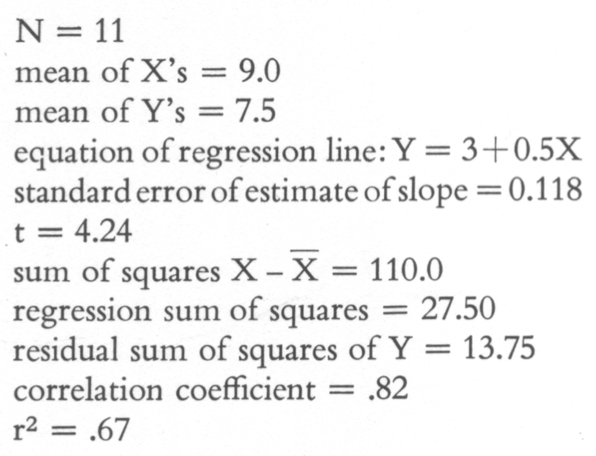 N = 11
mean of X's = 9.0
mean of Y's = 7.5
equation of regression line: Y = 3+0.5X
standard error of estimate of slope = 0.118
t = 4.24
sum of squares X – X̅ = 110.0
regression sum of squares = 27.50
residual sum of squares of Y = 13.75
correlation coefficient = .82
r² = .67